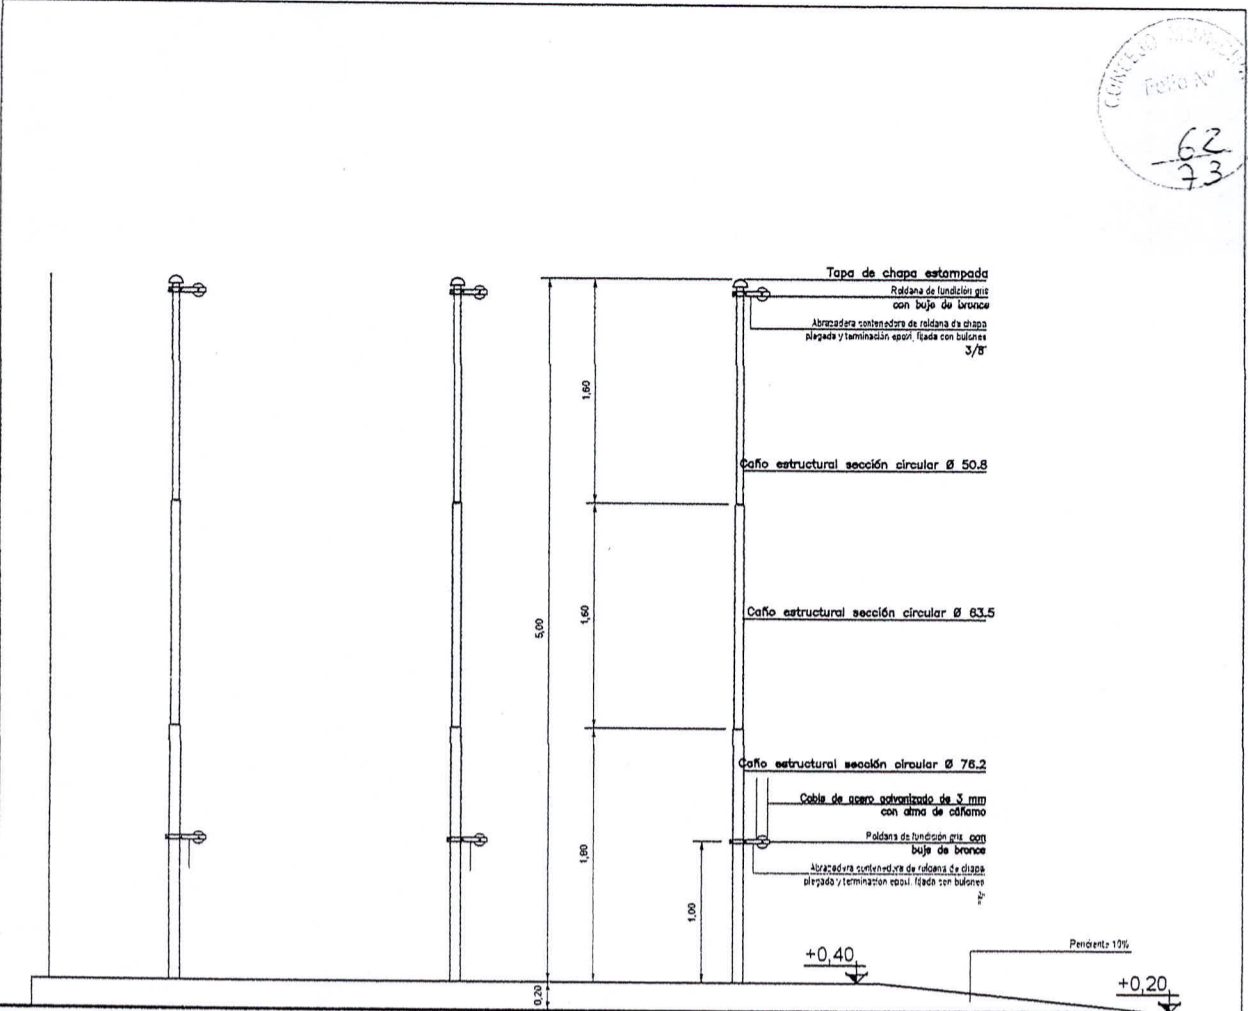 CONCEJO MUNICIPAL
Folio Nº
62
73
Tapa de chapa estampada
Roldana de fundición gris
con buje de bronce
Abrazadera contenedora de roldana de chapa
plegada y terminación epoxi, fijada con bulones
3/8"
1,60
Caño estructural sección circular Ø 50.8
5,00
1,60
Caño estructural sección circular Ø 63.5
Caño estructural sección circular Ø 76.2
Cable de acero galvanizado de 3 mm
con alma de cáñamo
Roldana de fundición gris con
buje de bronce
1,80
Abrazadera contenedora de roldana de chapa
plegada y terminación epoxi, fijada con bulones
1,00
+0,40
Pendiente 10%
+0,20
0,20